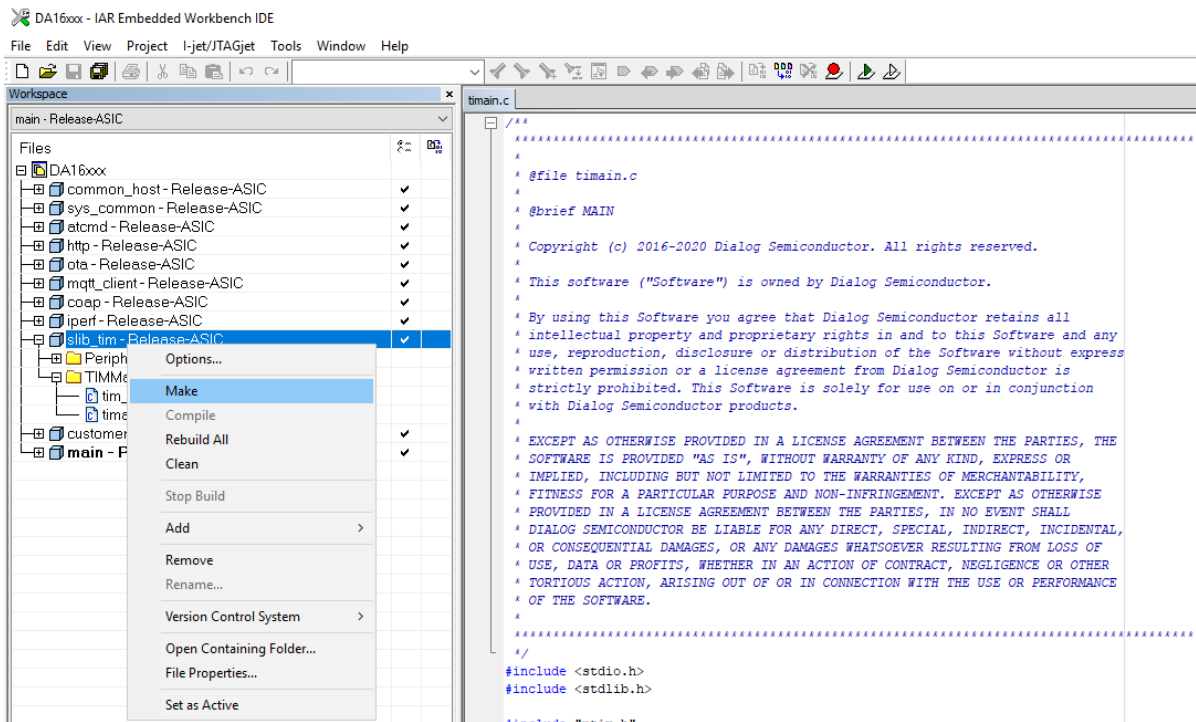 DA16xxx - IAR Embedded Workbench IDE
File Edit View Project I-jet/JTAGjet Tools Window Help
Workspace
main - Release-ASIC
Files
DA16xxx
common_host - Release-ASIC
sys_common - Release-ASIC
atcmd - Release-ASIC
http - Release-ASIC
ota - Release-ASIC
mqtt_client - Release-ASIC
coap - Release-ASIC
iperf - Release-ASIC
slib_tim - Release-ASIC
Periph
TIMMa
tim_
tima
customer
main - R
Options...
Make
Compile
Rebuild All
Clean
Stop Build
Add
Remove
Rename...
Version Control System
Open Containing Folder...
File Properties...
Set as Active
timain.c
/**
*
* @file timain.c
*
* @brief MAIN
*
* Copyright (c) 2016-2020 Dialog Semiconductor. All rights reserved.
*
* This software ("Software") is owned by Dialog Semiconductor.
*
* By using this Software you agree that Dialog Semiconductor retains all
* intellectual property and proprietary rights in and to this Software and any
* use, reproduction, disclosure or distribution of the Software without express
* written permission or a license agreement from Dialog Semiconductor is
* strictly prohibited. This Software is solely for use on or in conjunction
* with Dialog Semiconductor products.
*
* EXCEPT AS OTHERWISE PROVIDED IN A LICENSE AGREEMENT BETWEEN THE PARTIES, THE
* SOFTWARE IS PROVIDED "AS IS", WITHOUT WARRANTY OF ANY KIND, EXPRESS OR
* IMPLIED, INCLUDING BUT NOT LIMITED TO THE WARRANTIES OF MERCHANTABILITY,
* FITNESS FOR A PARTICULAR PURPOSE AND NON-INFRINGEMENT. EXCEPT AS OTHERWISE
* PROVIDED IN A LICENSE AGREEMENT BETWEEN THE PARTIES, IN NO EVENT SHALL
* DIALOG SEMICONDUCTOR BE LIABLE FOR ANY DIRECT, SPECIAL, INDIRECT, INCIDENTAL,
* OR CONSEQUENTIAL DAMAGES, OR ANY DAMAGES WHATSOEVER RESULTING FROM LOSS OF
* USE, DATA OR PROFITS, WHETHER IN AN ACTION OF CONTRACT, NEGLIGENCE OR OTHER
* TORTIOUS ACTION, ARISING OUT OF OR IN CONNECTION WITH THE USE OR PERFORMANCE
* OF THE SOFTWARE.
*
*/
#include <stdio.h>
#include <stdlib.h>